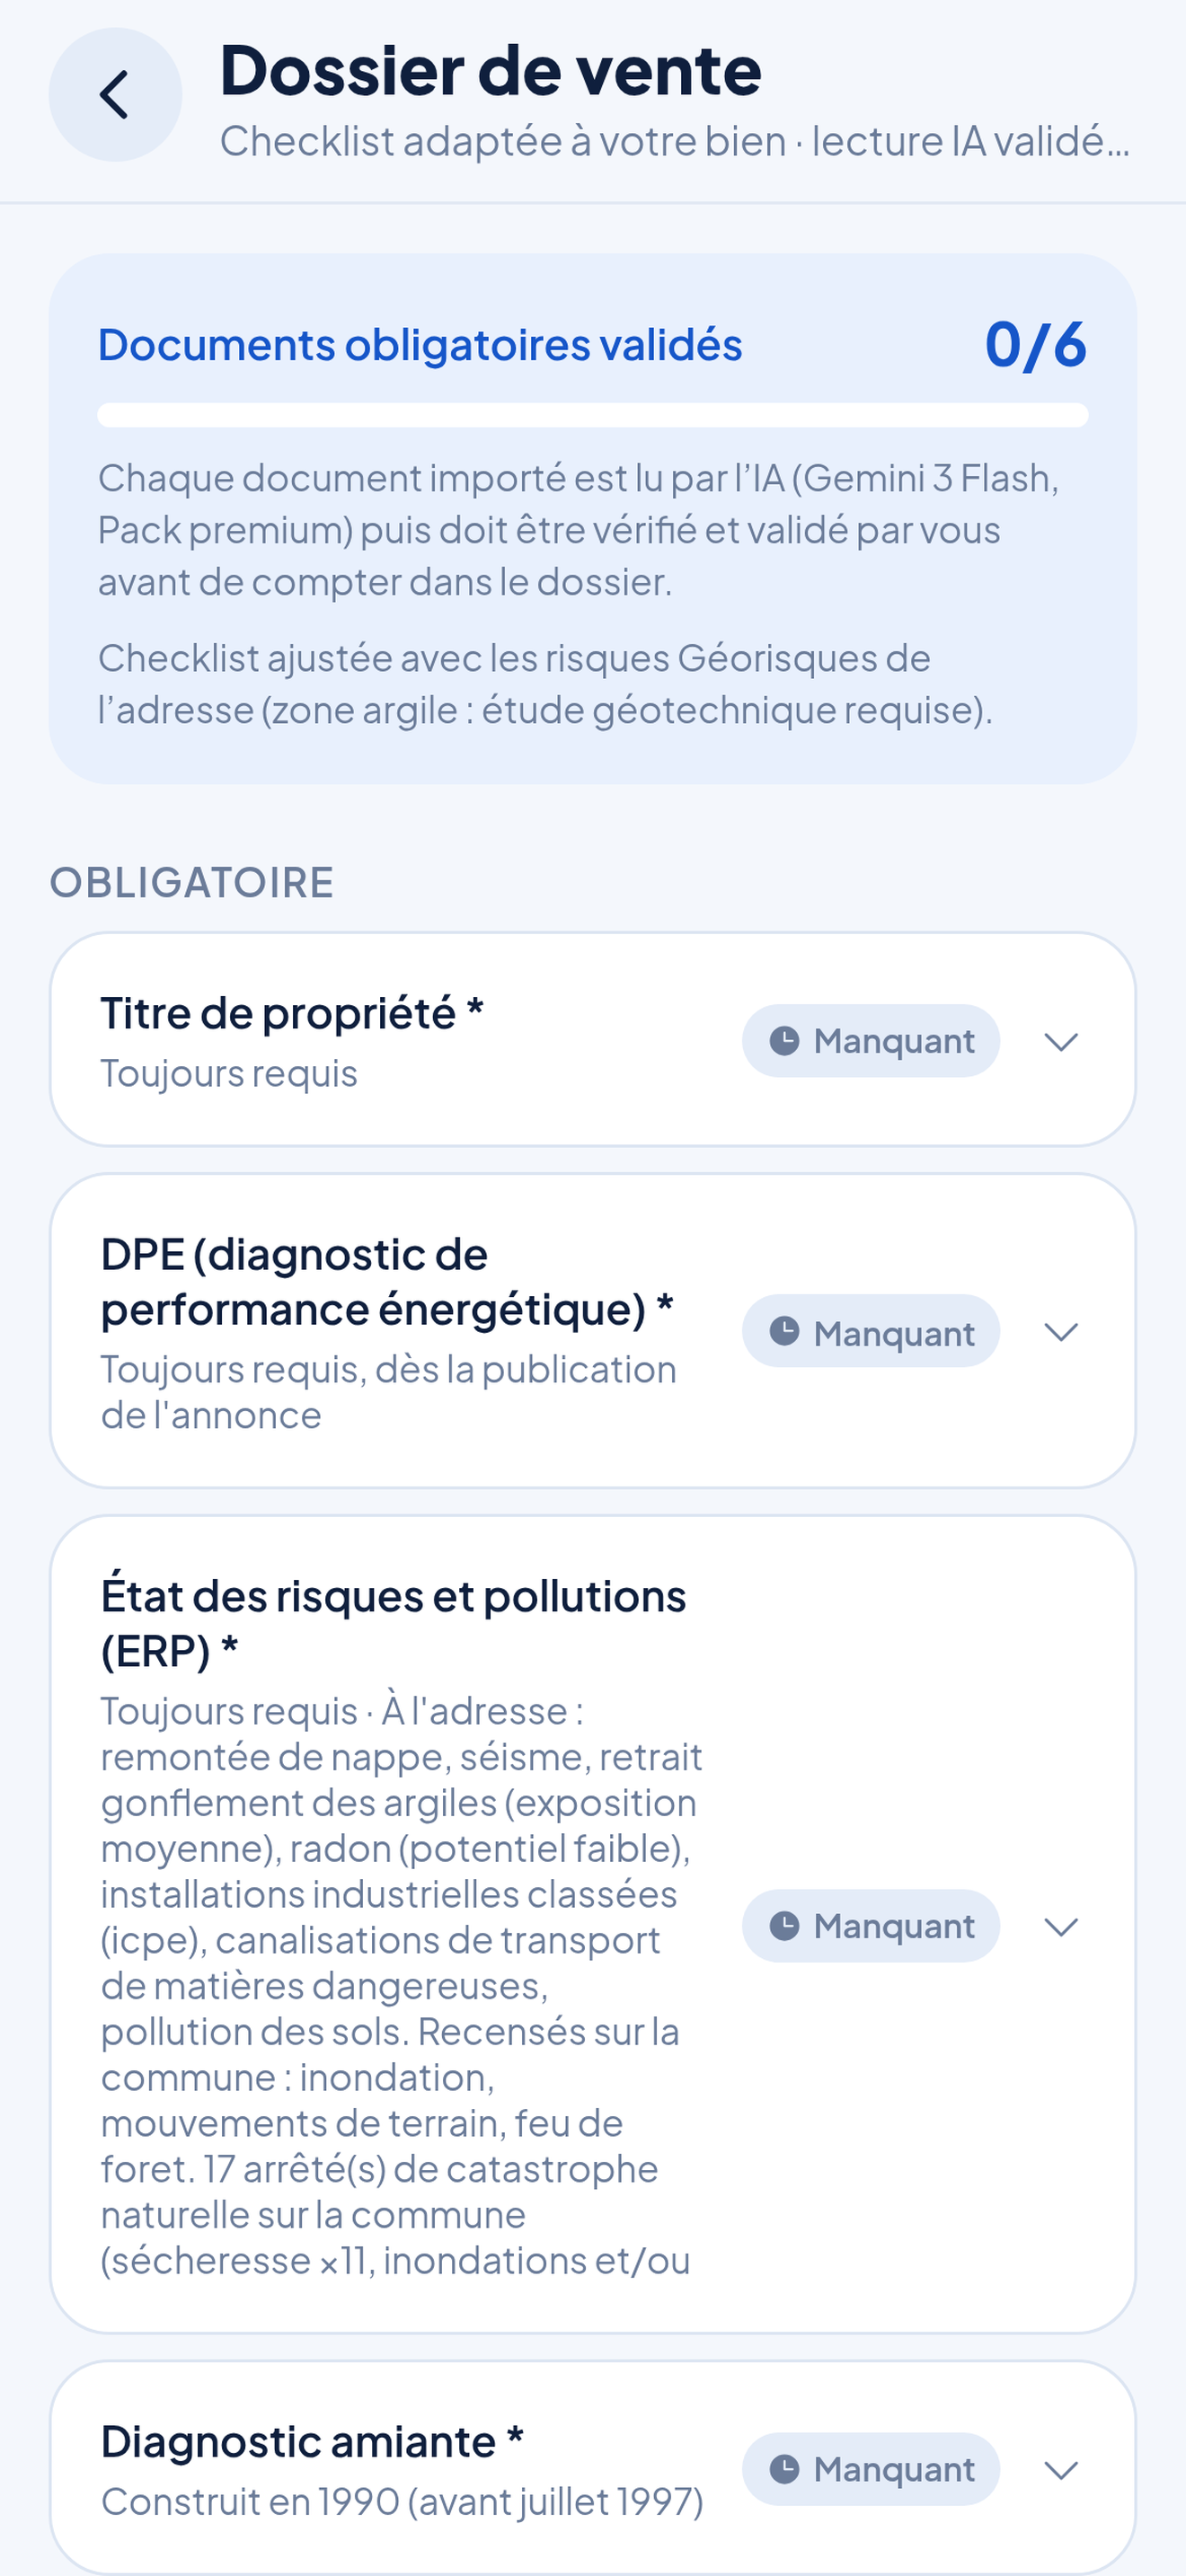 Dossier de vente
Checklist adaptée à votre bien · lecture IA validé…
Documents obligatoires validés 0/6
Chaque document importé est lu par l’IA (Gemini 3 Flash,
Pack premium) puis doit être vérifié et validé par vous
avant de compter dans le dossier.
Checklist ajustée avec les risques Géorisques de
l’adresse (zone argile : étude géotechnique requise).
OBLIGATOIRE
Titre de propriété *
Toujours requis
Manquant
DPE (diagnostic de
performance énergétique) *
Toujours requis, dès la publication
de l'annonce
Manquant
État des risques et pollutions
(ERP) *
Toujours requis · À l'adresse :
remontée de nappe, séisme, retrait
gonflement des argiles (exposition
moyenne), radon (potentiel faible),
installations industrielles classées
(icpe), canalisations de transport
de matières dangereuses,
pollution des sols. Recensés sur la
commune : inondation,
mouvements de terrain, feu de
foret. 17 arrêté(s) de catastrophe
naturelle sur la commune
(sécheresse ×11, inondations et/ou
Manquant
Diagnostic amiante *
Construit en 1990 (avant juillet 1997)
Manquant